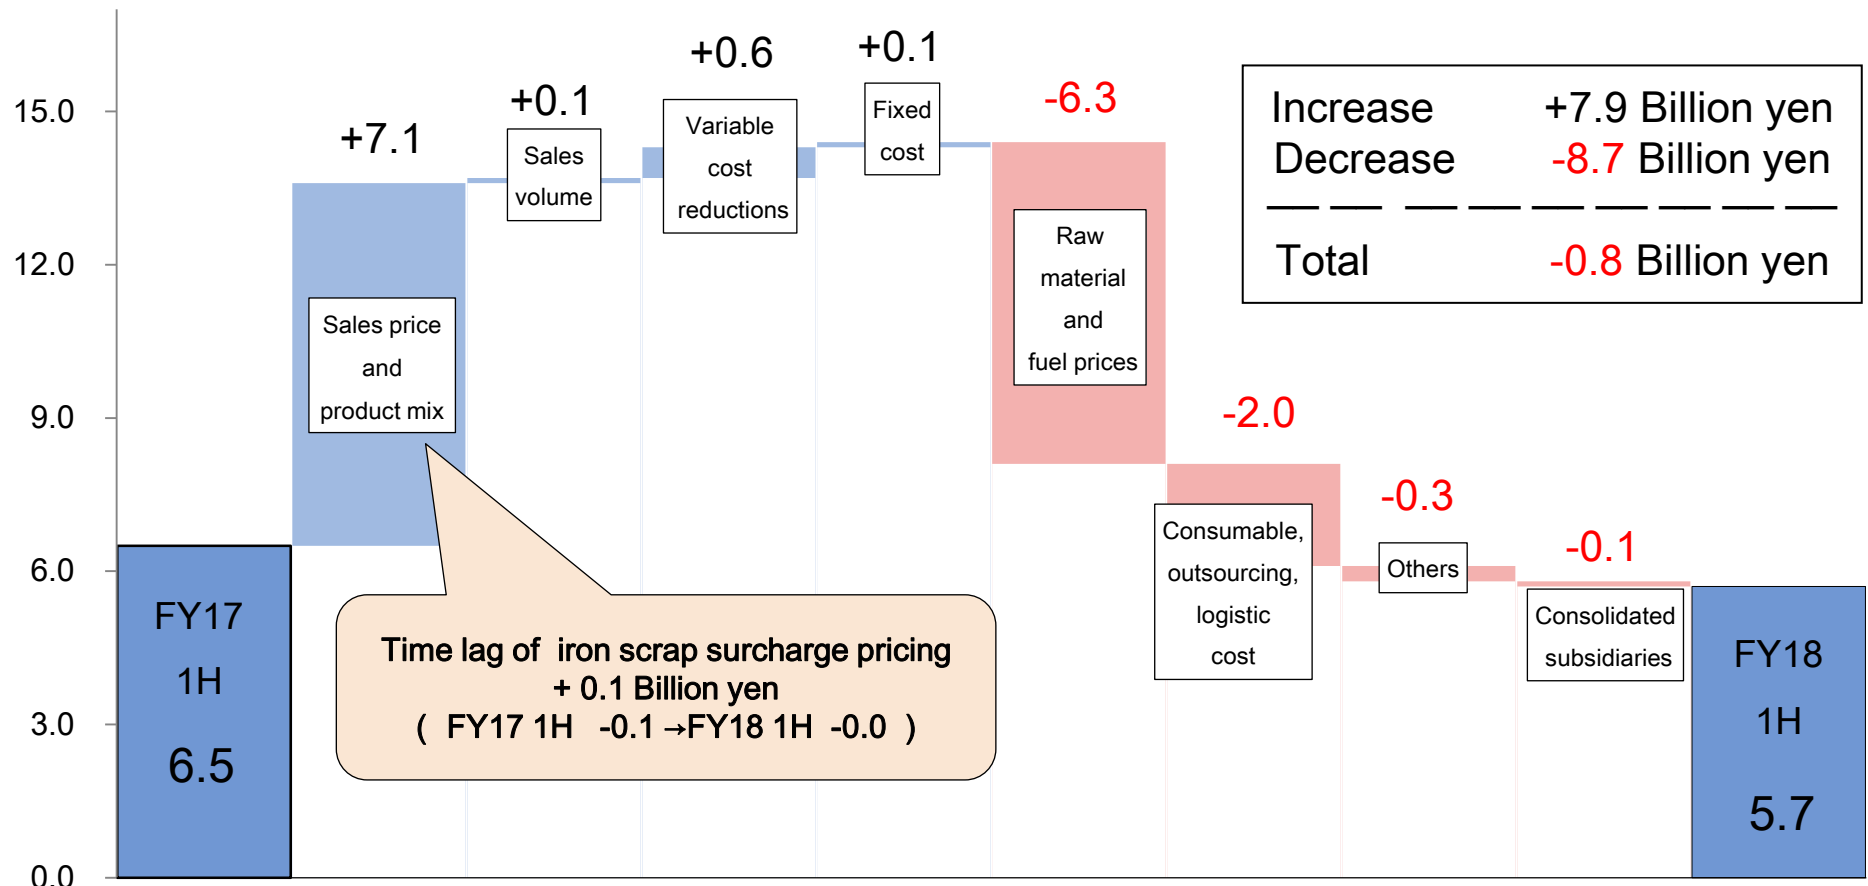 15.0
12.0
9.0
6.0
3.0
0.0
FY17
1H
6.5
+7.1
Sales price
and
product mix
+0.1
Sales
volume
+0.6
Variable
cost
reductions
+0.1
Fixed
cost
-6.3
Raw
material
and
fuel prices
-2.0
Consumable,
outsourcing,
logistic
cost
-0.3
Others
-0.1
Consolidated
subsidiaries
FY18
1H
5.7
Increase +7.9 Billion yen
Decrease -8.7 Billion yen
Total -0.8 Billion yen
Time lag of iron scrap surcharge pricing
+ 0.1 Billion yen
( FY17 1H -0.1 →FY18 1H -0.0 )